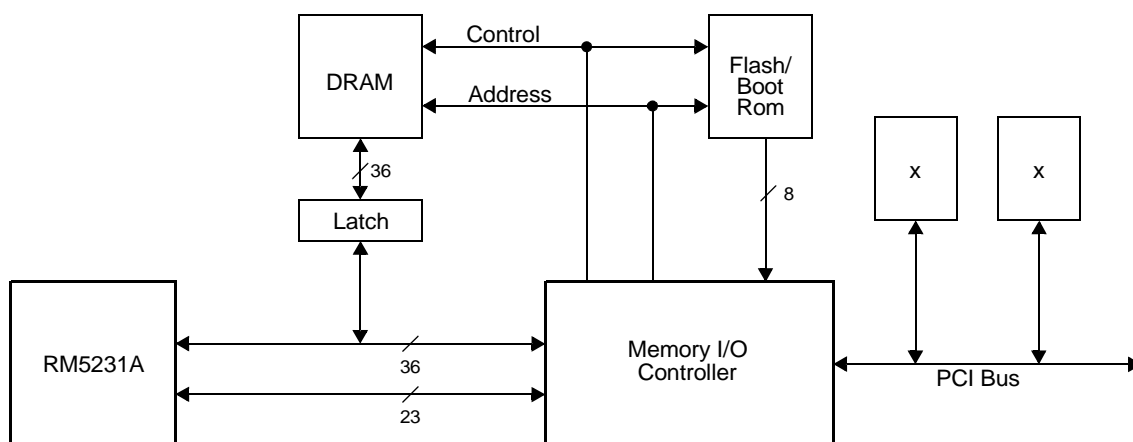 Control
DRAM
Flash/
Boot
Rom
Address
x
x
36
8
Latch
RM5231A
36
Memory I/O
Controller
PCI Bus
23